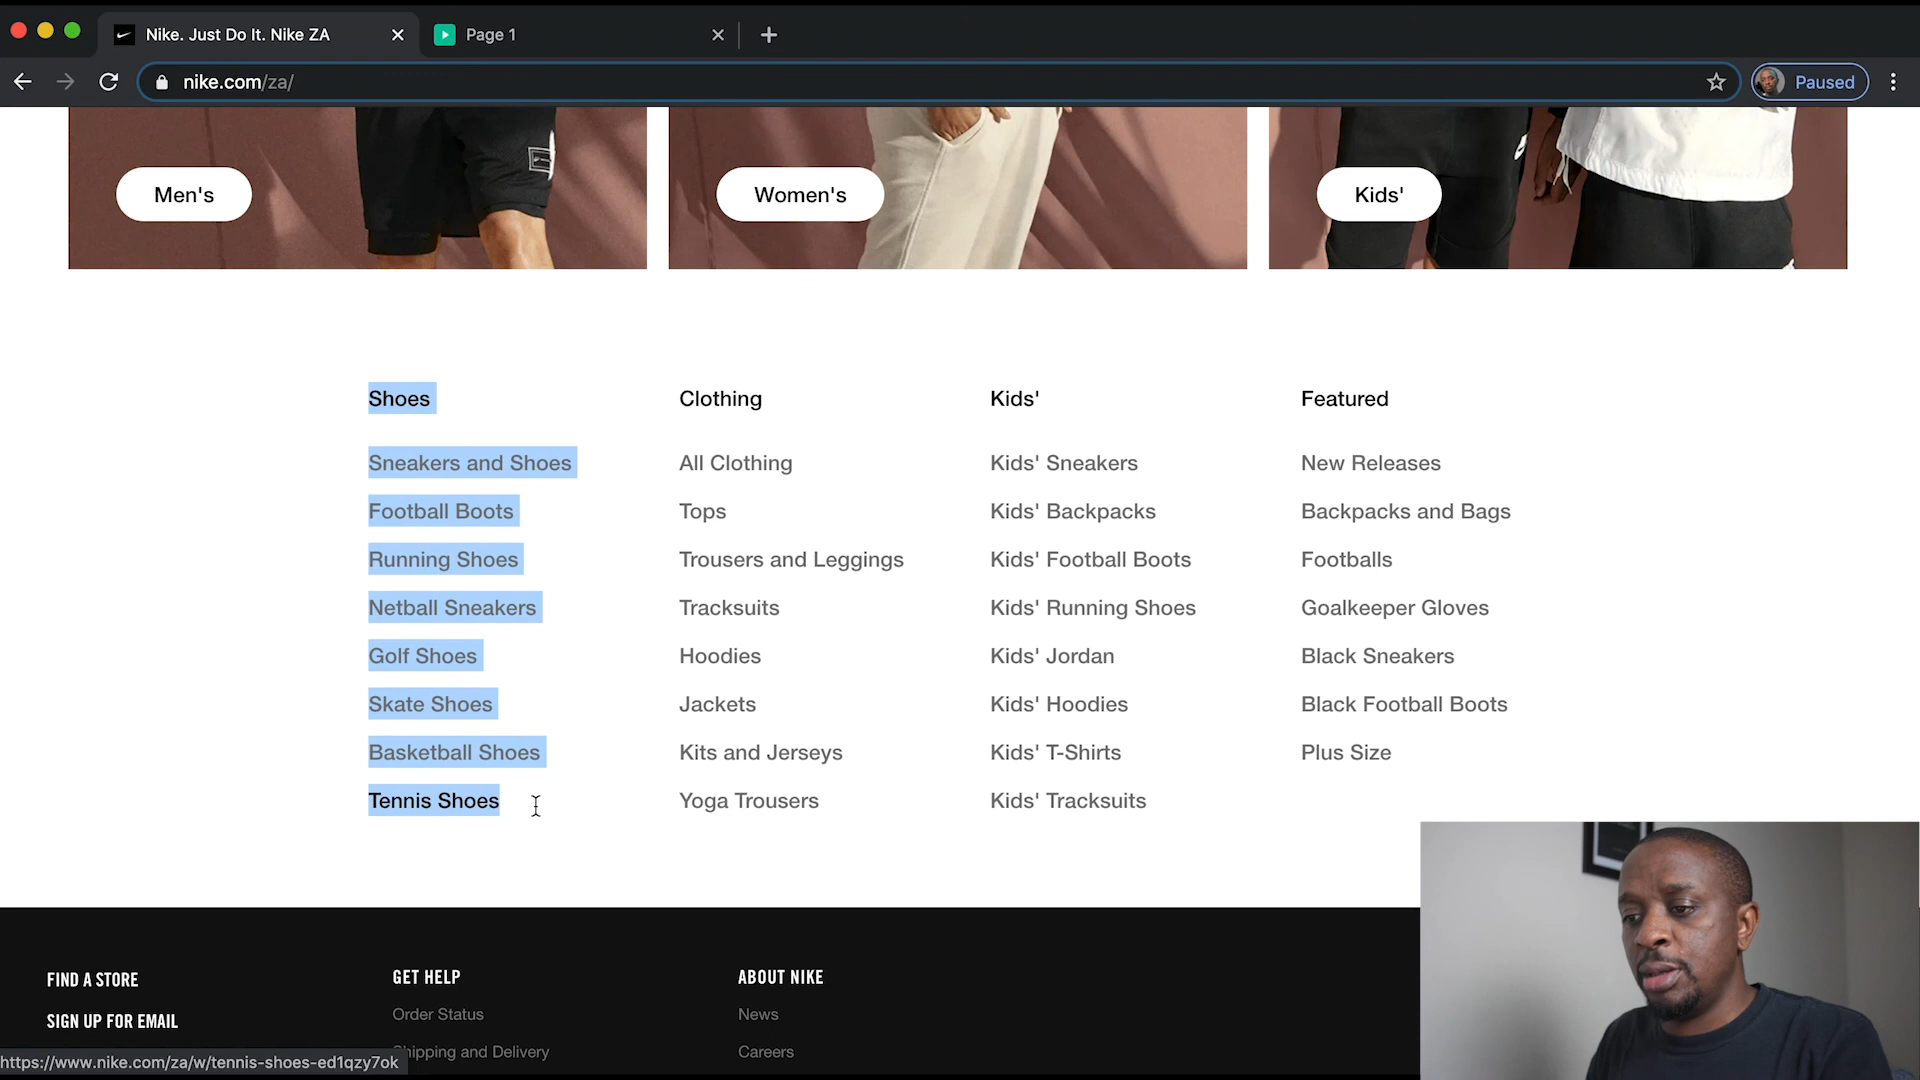 Nike. Just Do It. Nike ZA
Page 1
nike.com/za/
Paused
Men's
Women's
Kids'
Shoes
Sneakers and Shoes
Football Boots
Running Shoes
Netball Sneakers
Golf Shoes
Skate Shoes
Basketball Shoes
Tennis Shoes
Clothing
All Clothing
Tops
Trousers and Leggings
Tracksuits
Hoodies
Jackets
Kits and Jerseys
Yoga Trousers
Kids'
Kids' Sneakers
Kids' Backpacks
Kids' Football Boots
Kids' Running Shoes
Kids' Jordan
Kids' Hoodies
Kids' T-Shirts
Kids' Tracksuits
Featured
New Releases
Backpacks and Bags
Footballs
Goalkeeper Gloves
Black Sneakers
Black Football Boots
Plus Size
FIND A STORE
SIGN UP FOR EMAIL
GET HELP
Order Status
Shipping and Delivery
ABOUT NIKE
News
Careers
https://www.nike.com/za/w/tennis-shoes-ed1qzy7ok